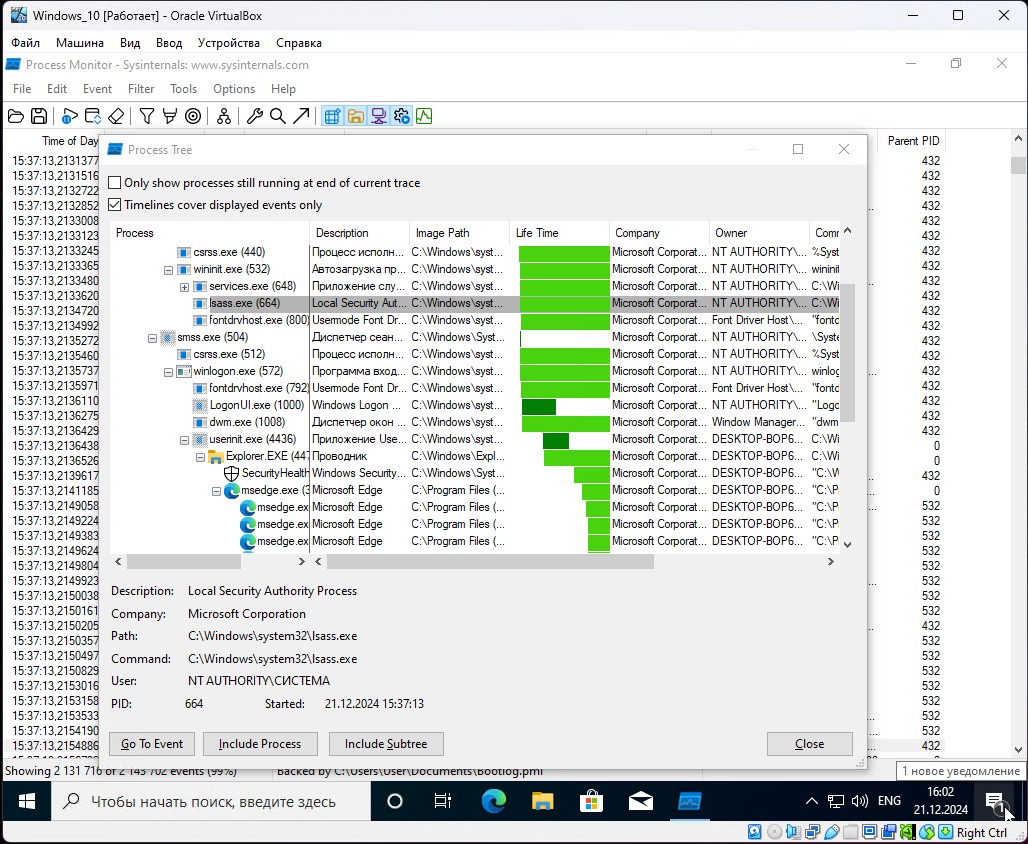 Windows_10 [Работает] - Oracle VirtualBox
Файл Машина Вид Ввод Устройства Справка
Process Monitor - Sysinternals: www.sysinternals.com
File Edit Event Filter Tools Options Help
Time of Day Parent PID
Process Tree
Only show processes still running at end of current trace
Timelines cover displayed events only
Process Description Image Path Life Time Company Owner
csrss.exe (440) Процесс исполн... C:\Windows\syst... Microsoft Corporat... NT AUTHORITY\... %Syst
wininit.exe (532) Автозагрузка пр... C:\Windows\syst... Microsoft Corporat... NT AUTHORITY\... wininit
services.exe (648) Приложение слу... C:\Windows\syst... Microsoft Corporat... NT AUTHORITY\... C:\Wi
lsass.exe (664) Local Security Aut... C:\Windows\syst... Microsoft Corporat... NT AUTHORITY\... C:\Wi
fontdrvhost.exe (800) Usermode Font Dr... C:\Windows\syst... Microsoft Corporat... Font Driver Host\... "fontd
smss.exe (504) Диспетчер сеан... C:\Windows\Syst... Microsoft Corporat... NT AUTHORITY\... \Syste
csrss.exe (512) Процесс исполн... C:\Windows\syst... Microsoft Corporat... NT AUTHORITY\... %Syst
winlogon.exe (572) Программа вход... C:\Windows\syst... Microsoft Corporat... NT AUTHORITY\... winlog
fontdrvhost.exe (792) Usermode Font Dr... C:\Windows\syst... Microsoft Corporat... Font Driver Host\... "fontd
LogonUI.exe (1000) Windows Logon ... C:\Windows\syst... Microsoft Corporat... NT AUTHORITY\... "Logo
dwm.exe (1008) Диспетчер окон ... C:\Windows\syst... Microsoft Corporat... Window Manager... "dwm
userinit.exe (4436) Приложение Use... C:\Windows\syst... Microsoft Corporat... DESKTOP-BOP6... C:\Wi
Explorer.EXE (447 Проводник C:\Windows\Expl... Microsoft Corporat... DESKTOP-BOP6... C:\Wi
SecurityHealth Windows Security... C:\Windows\Syst... Microsoft Corporat... DESKTOP-BOP6... "C:\W
msedge.exe (3 Microsoft Edge C:\Program Files (... Microsoft Corporat... DESKTOP-BOP6... "C:\P
msedge.ex Microsoft Edge C:\Program Files (... Microsoft Corporat... DESKTOP-BOP6... "C:\P
msedge.ex Microsoft Edge C:\Program Files (... Microsoft Corporat... DESKTOP-BOP6... "C:\P
msedge.ex Microsoft Edge C:\Program Files (... Microsoft Corporat... DESKTOP-BOP6... "C:\P
Description: Local Security Authority Process
Company: Microsoft Corporation
Path: C:\Windows\system32\lsass.exe
Command: C:\Windows\system32\lsass.exe
User: NT AUTHORITY\СИСТЕМА
PID: 664 Started: 21.12.2024 15:37:13
Go To Event Include Process Include Subtree Close
15:37:13,2131377 432
15:37:13,2131516 432
15:37:13,2132722 432
15:37:13,2132852 432
15:37:13,2133008 432
15:37:13,2133123 432
15:37:13,2133245 432
15:37:13,2133365 432
15:37:13,2133480 432
15:37:13,2133620 432
15:37:13,2134720 432
15:37:13,2134992 432
15:37:13,2135272 432
15:37:13,2135460 432
15:37:13,2135737 432
15:37:13,2135971 432
15:37:13,2136110 432
15:37:13,2136275 432
15:37:13,2136429 432
15:37:13,2136438 0
15:37:13,2136526 0
15:37:13,2139617 432
15:37:13,2141185 0
15:37:13,2149058 532
15:37:13,2149224 532
15:37:13,2149383 532
15:37:13,2149624 532
15:37:13,2149804 532
15:37:13,2149923 532
15:37:13,2150038 532
15:37:13,2150161 532
15:37:13,2150205 432
15:37:13,2150357 532
15:37:13,2150497 532
15:37:13,2150829 532
15:37:13,2153016 532
15:37:13,2153158 532
15:37:13,2153533 532
15:37:13,2154190 532
15:37:13,2154886 432
Showing 2 131 716 of 2 143 702 events (99%) Backed by C:\Users\User\Documents\Bootlog.pml
1 новое уведомление
Чтобы начать поиск, введите здесь
ENG
16:02
21.12.2024
1
Right Ctrl